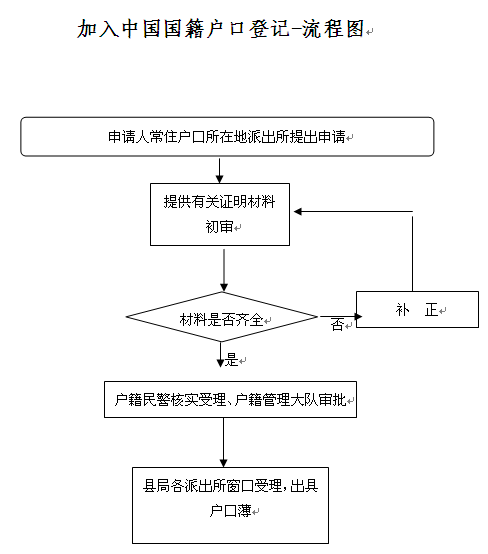 加入中国国籍户口登记-流程图
申请人常住户口所在地派出所提出申请
提供有关证明材料
初审
材料是否齐全
否
补 正
是
户籍民警核实受理、户籍管理大队审批
县局各派出所窗口受理,出具
户口薄